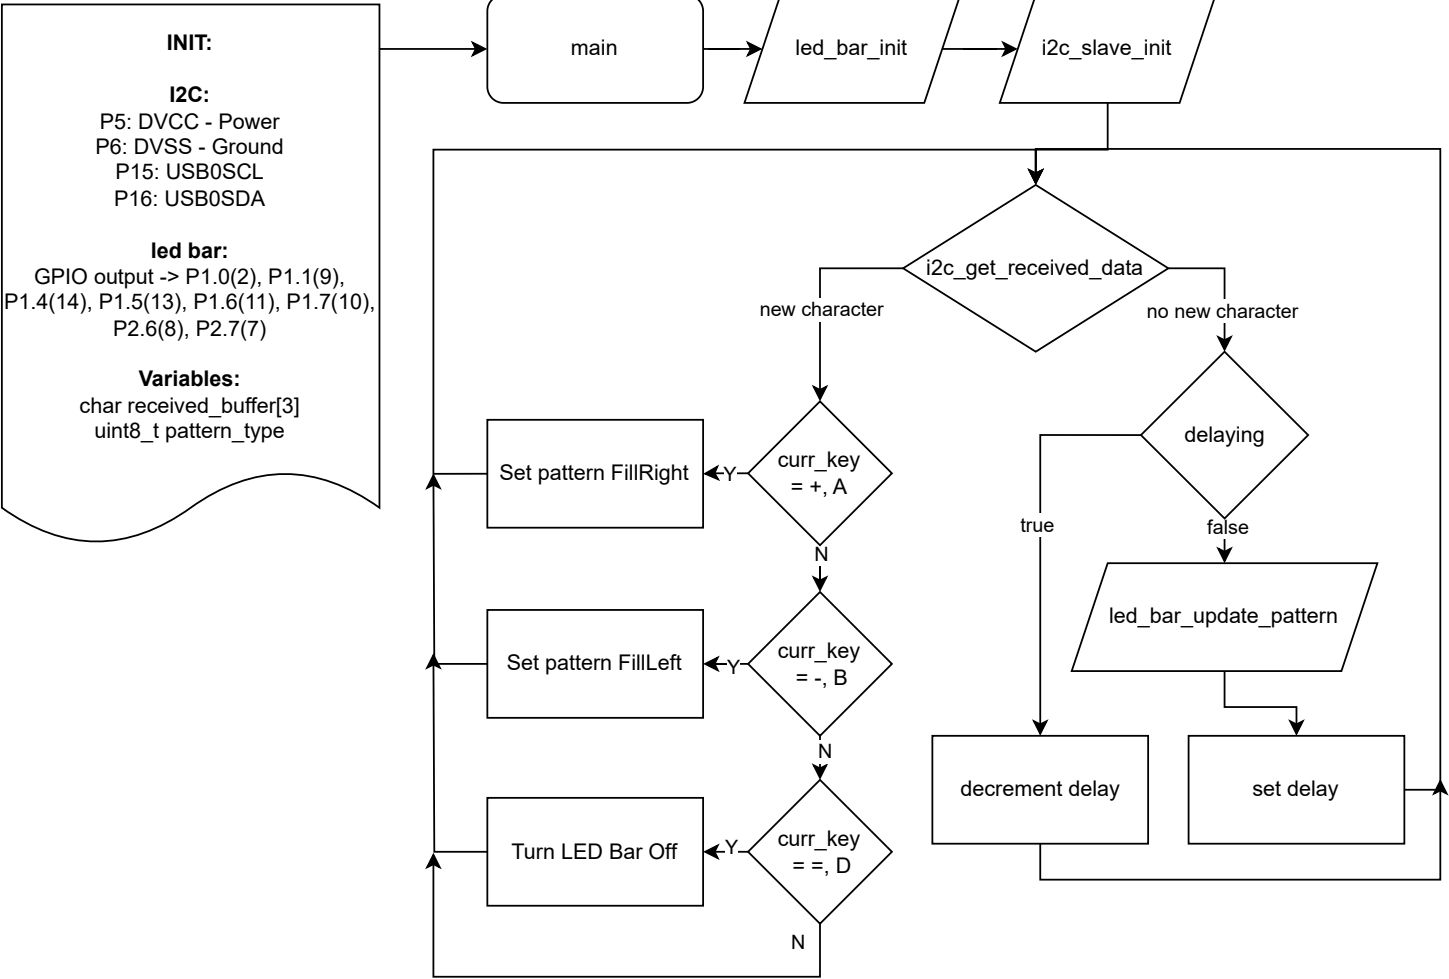 INIT:
I2C:
P5: DVCC - Power
P6: DVSS - Ground
P15: USB0SCL
P16: USB0SDA
led bar:
GPIO output -> P1.0(2), P1.1(9),
P1.4(14), P1.5(13), P1.6(11), P1.7(10),
P2.6(8), P2.7(7)
Variables:
char received_buffer[3]
uint8_t pattern_type
main
led_bar_init
i2c_slave_init
i2c_get_received_data
new character
no new character
delaying
true
false
led_bar_update_pattern
decrement delay
set delay
curr_key
= +, A
Y
Set pattern FillRight
N
curr_key
= -, B
Y
Set pattern FillLeft
N
curr_key
= =, D
Y
Turn LED Bar Off
N